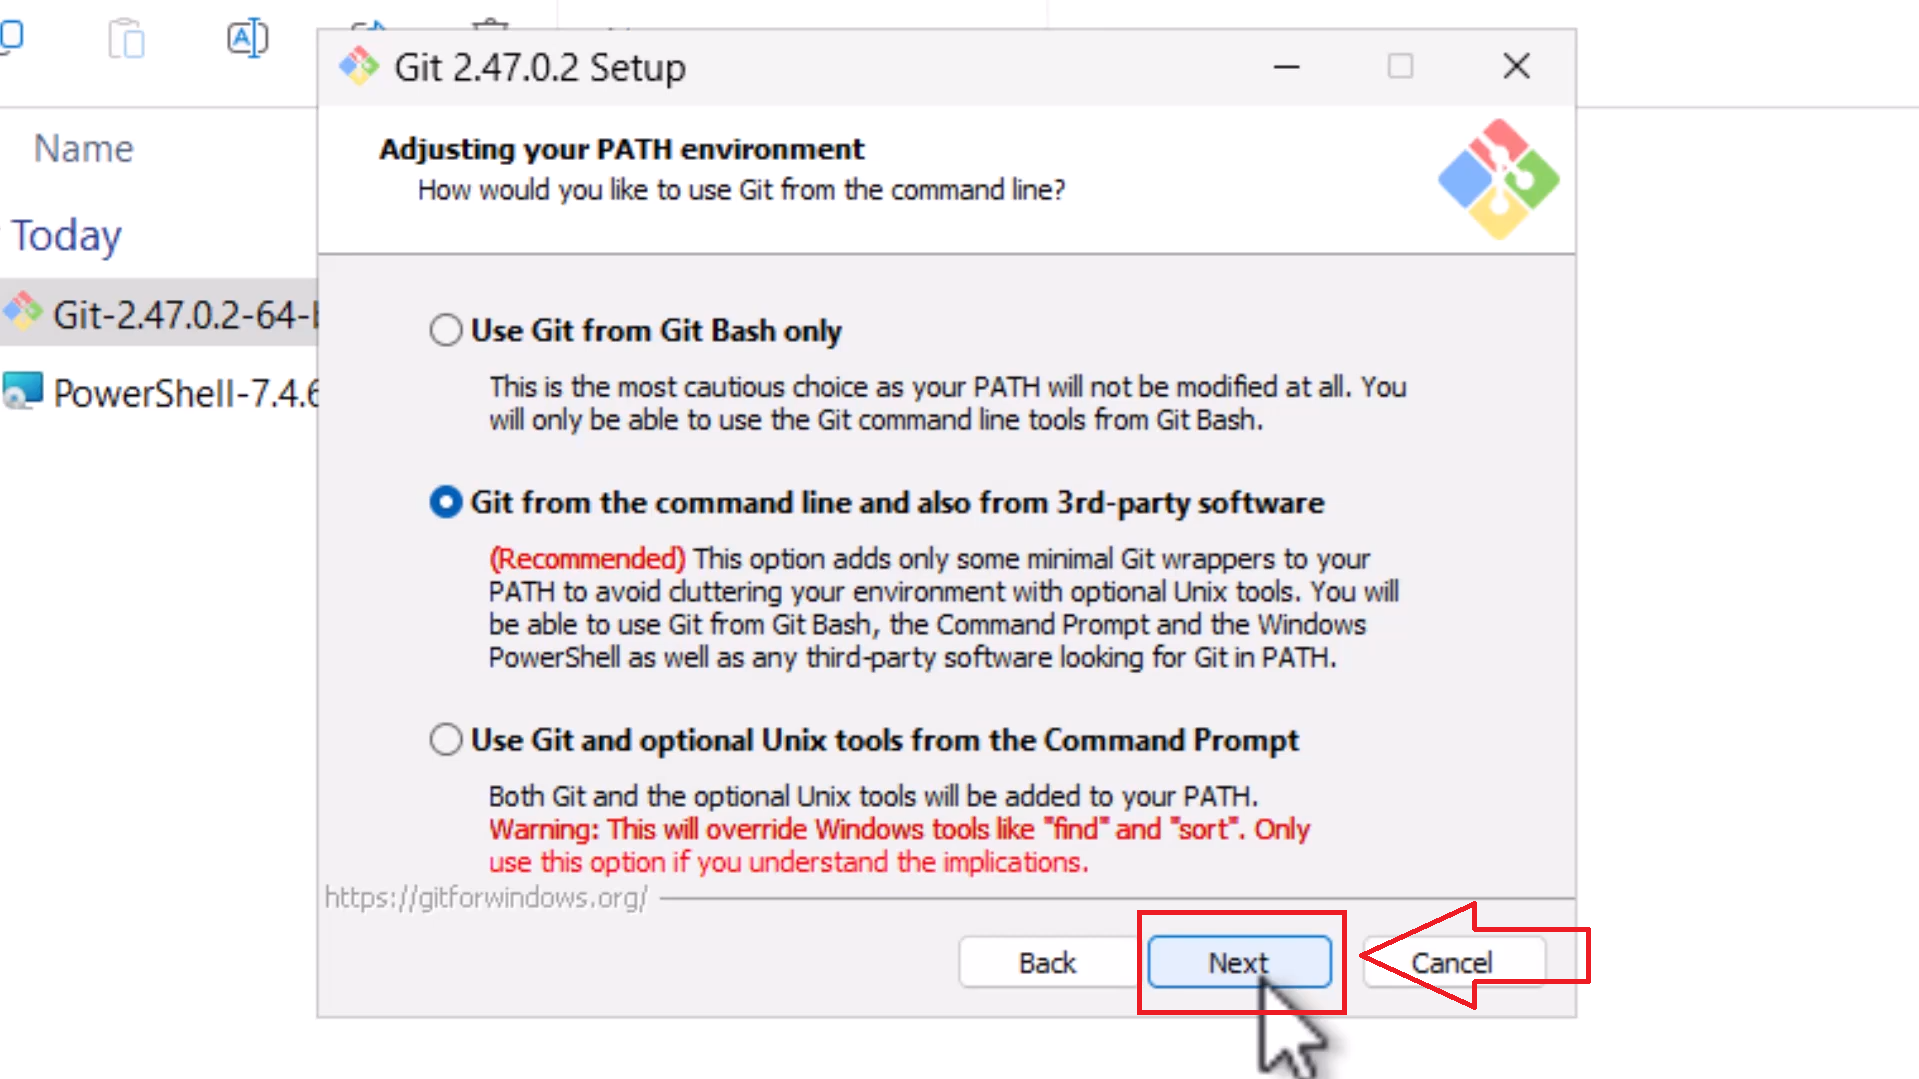 Git 2.47.0.2 Setup
Name
Today
Git-2.47.0.2-64-
PowerShell-7.4.6
Adjusting your PATH environment
How would you like to use Git from the command line?
Use Git from Git Bash only
This is the most cautious choice as your PATH will not be modified at all. You
will only be able to use the Git command line tools from Git Bash.
Git from the command line and also from 3rd-party software
(Recommended) This option adds only some minimal Git wrappers to your
PATH to avoid cluttering your environment with optional Unix tools. You will
be able to use Git from Git Bash, the Command Prompt and the Windows
PowerShell as well as any third-party software looking for Git in PATH.
Use Git and optional Unix tools from the Command Prompt
Both Git and the optional Unix tools will be added to your PATH.
Warning: This will override Windows tools like "find" and "sort". Only
use this option if you understand the implications.
https://gitforwindows.org/
Back
Next
Cancel